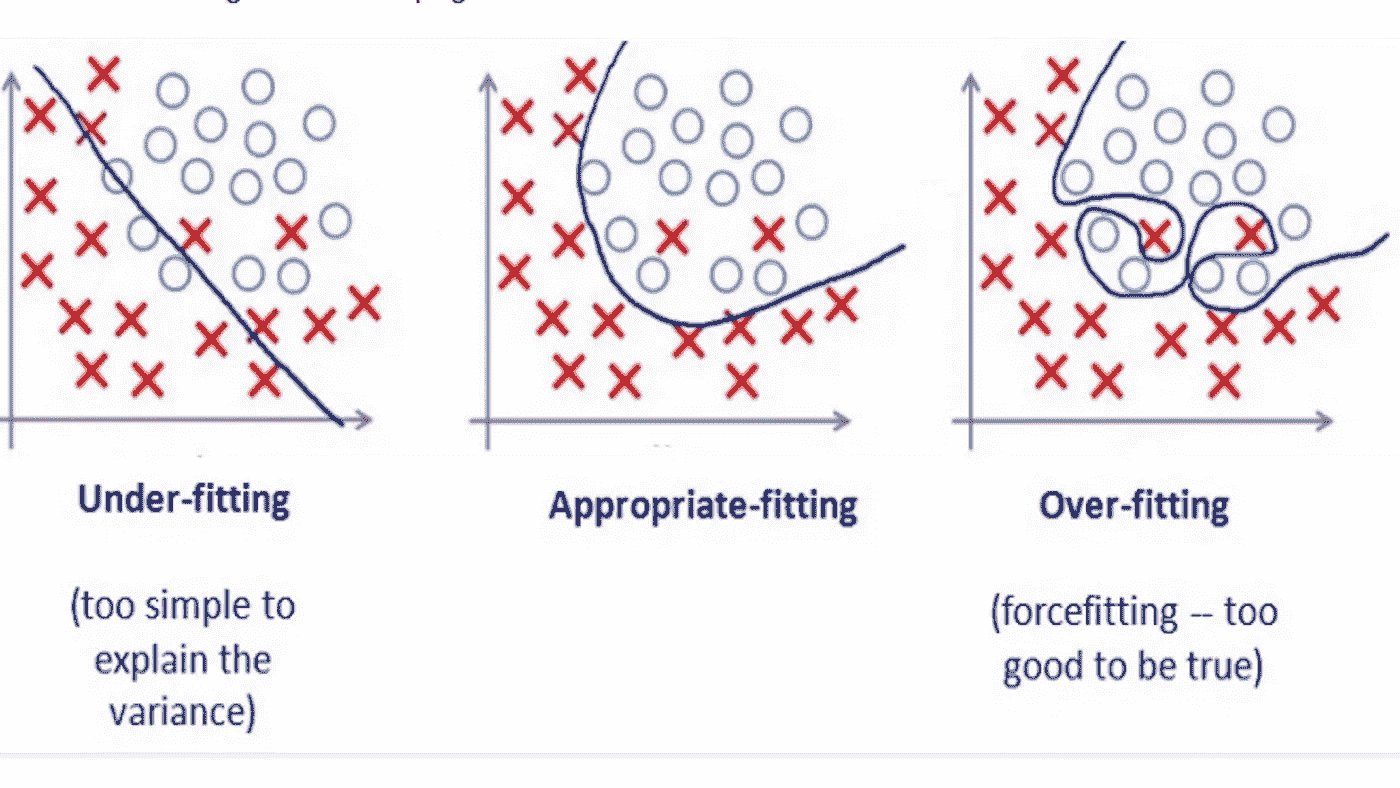 Under-fitting
Appropriate-fitting
Over-fitting
(too simple to
explain the
variance)
(forcefitting -- too
good to be true)